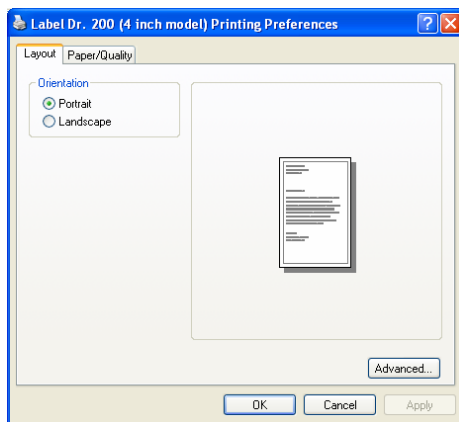 Label Dr. 200 (4 inch model) Printing Preferences
Layout Paper/Quality
Orientation
Portrait
Landscape
Advanced...
OK Cancel Apply